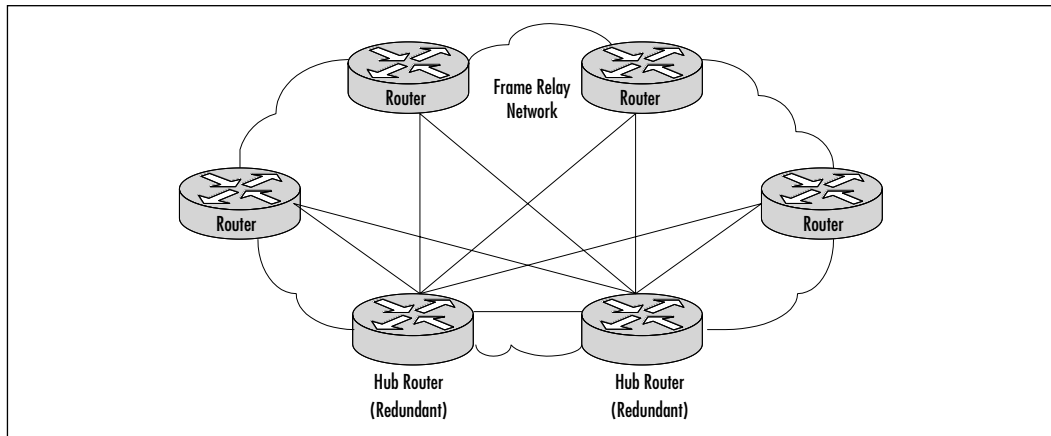 Router
Frame Relay
Network
Router
Router
Router
Hub Router
(Redundant)
Hub Router
(Redundant)